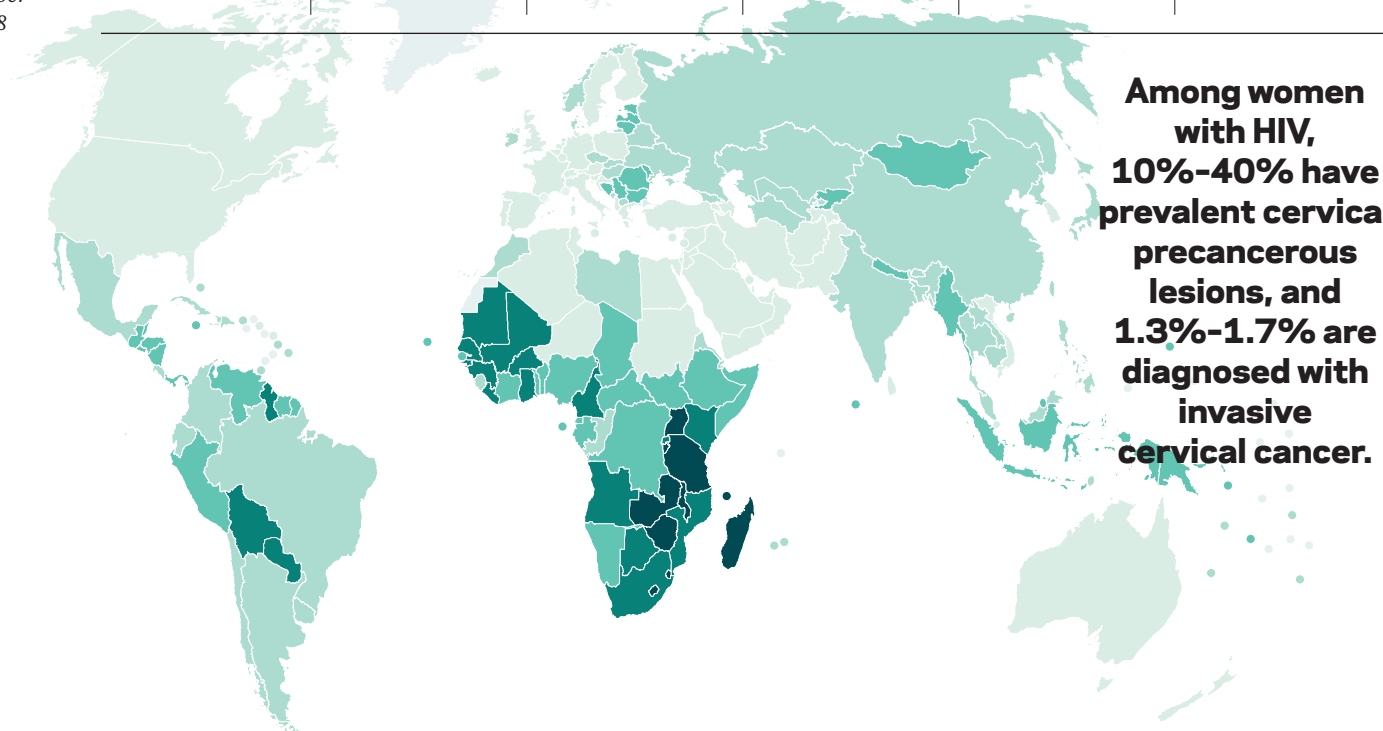 8
Among women
with HIV,
10%-40% have
prevalent cervica
precancerous
lesions, and
1.3%-1.7% are
diagnosed with
invasive
cervical cancer.